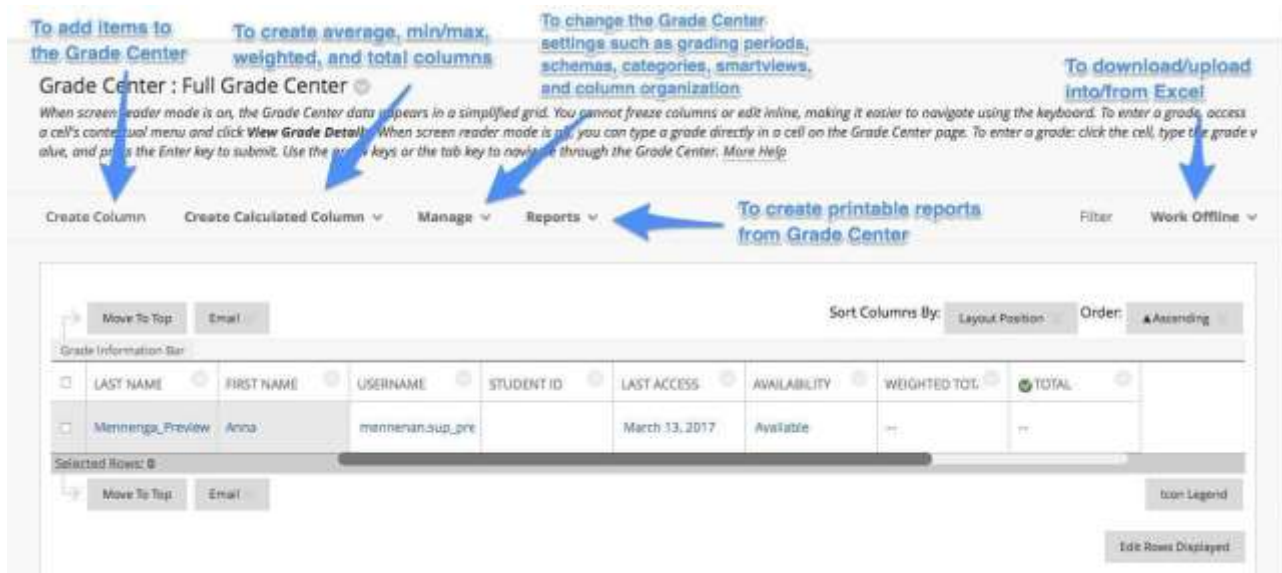 To add items to
the Grade Center
To create average, min/max,
weighted, and total columns
To change the Grade Center
settings such as grading periods,
schemas, categories, smartviews,
and column organization
To download/upload
into/from Excel
Grade Center : Full Grade Center
When screen reader mode is on, the Grade Center data appears in a simplified grid. You cannot freeze columns or edit inline, making it easier to navigate using the keyboard. To enter a grade, access
a cell's contextual menu and click View Grade Details. When screen reader mode is off, you can type a grade directly in a cell on the Grade Center page. To enter a grade: click the cell, type the grade v
alue, and press the Enter key to submit. Use the arrow keys or the tab key to navigate through the Grade Center. More Help
Create Column Create Calculated Column Manage Reports
To create printable reports
from Grade Center
Filter Work Offline
Move To Top Email Sort Columns By: Layout Position Order: ▲Ascending
Grade Information Bar
LAST NAME FIRST NAME USERNAME STUDENT ID LAST ACCESS AVAILABILITY WEIGHTED TOT. TOTAL
Mennenga_Preview Anna mennenan.sup_pre March 13, 2017 Available -- --
Selected Rows: 0
Move To Top Email Icon Legend
Edit Rows Displayed